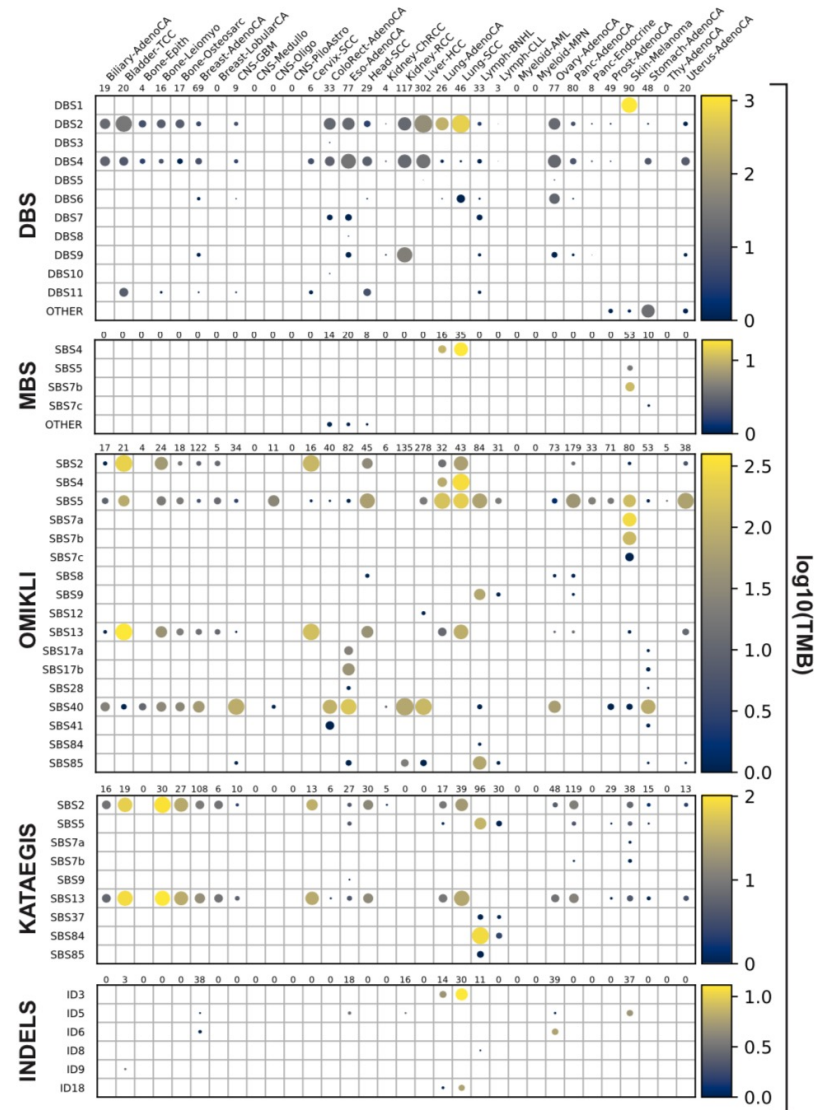 Biliary-AdenoCA
Bladder-TCC
Bone-Epith
Bone-Leiomyo
Bone-Osteosarc
Breast-AdenoCA
Breast-LobularCA
CNS-GBM
CNS-Medullo
CNS-Oligo
CNS-PiloAstro
Cervix-SCC
ColoRect-AdenoCA
Eso-AdenoCA
Head-SCC
Kidney-ChRCC
Kidney-RCC
Liver-HCC
Lung-AdenoCA
Lung-SCC
Lymph-BNHL
Lymph-CLL
Myeloid-AML
Myeloid-MPN
Ovary-AdenoCA
Panc-AdenoCA
Panc-Endocrine
Prost-AdenoCA
Skin-Melanoma
Stomach-AdenoCA
Thy-AdenoCA
Uterus-AdenoCA
19 20 4 16 17 69 0 9 0 0 0 6 33 77 29 4 117 302 26 46 33 3 0 0 77 80 8 49 90 48 0 20
DBS
DBS1
DBS2
DBS3
DBS4
DBS5
DBS6
DBS7
DBS8
DBS9
DBS10
DBS11
OTHER
3
2
1
0
0 0 0 0 0 0 0 0 0 0 0 0 14 20 8 0 0 0 16 35 0 0 0 0 0 0 0 0 53 10 0 0
MBS
SBS4
SBS5
SBS7b
SBS7c
OTHER
1
0
17 21 4 24 18 122 5 34 0 11 0 16 40 82 45 6 135 278 32 43 84 31 0 0 73 179 33 71 80 53 5 38
OMIKLI
SBS2
SBS4
SBS5
SBS7a
SBS7b
SBS7c
SBS8
SBS9
SBS12
SBS13
SBS17a
SBS17b
SBS28
SBS40
SBS41
SBS84
SBS85
2.5
2.0
1.5
1.0
0.5
0.0
log10(TMB)
16 19 0 30 27 108 6 10 0 0 0 13 6 27 30 5 0 0 17 39 96 30 0 0 48 119 0 29 38 15 0 13
KATAEGIS
SBS2
SBS5
SBS7a
SBS7b
SBS9
SBS13
SBS37
SBS84
SBS85
2
1
0
0 3 0 0 0 38 0 0 0 0 0 0 0 18 0 0 16 0 14 30 11 0 0 0 39 0 0 0 37 0 0 0
INDELS
ID3
ID5
ID6
ID8
ID9
ID18
1.0
0.5
0.0